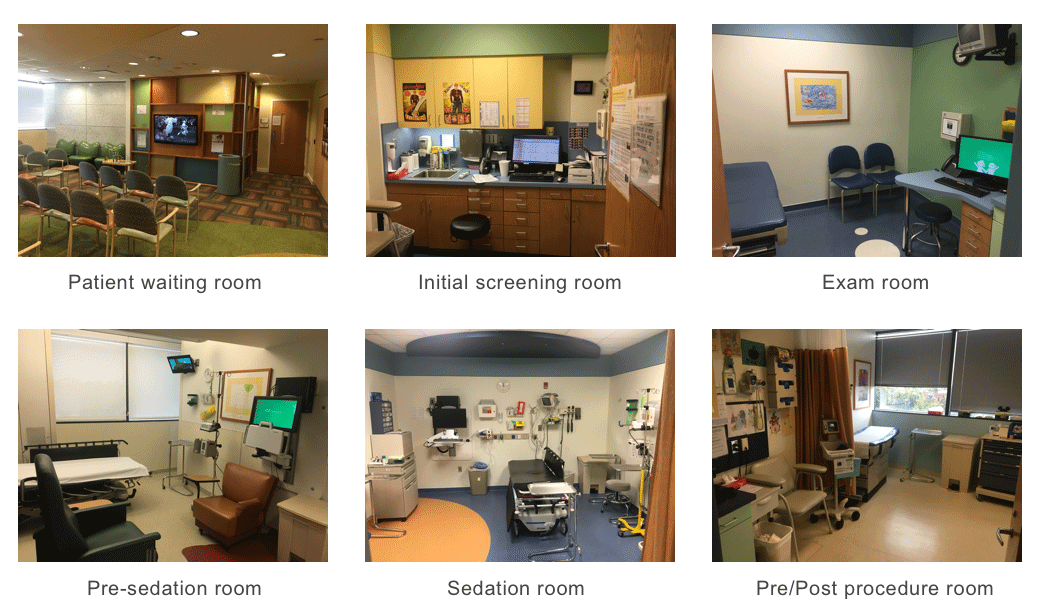 Patient waiting room
Initial screening room
Exam room
Pre-sedation room
Sedation room
Pre/Post procedure room